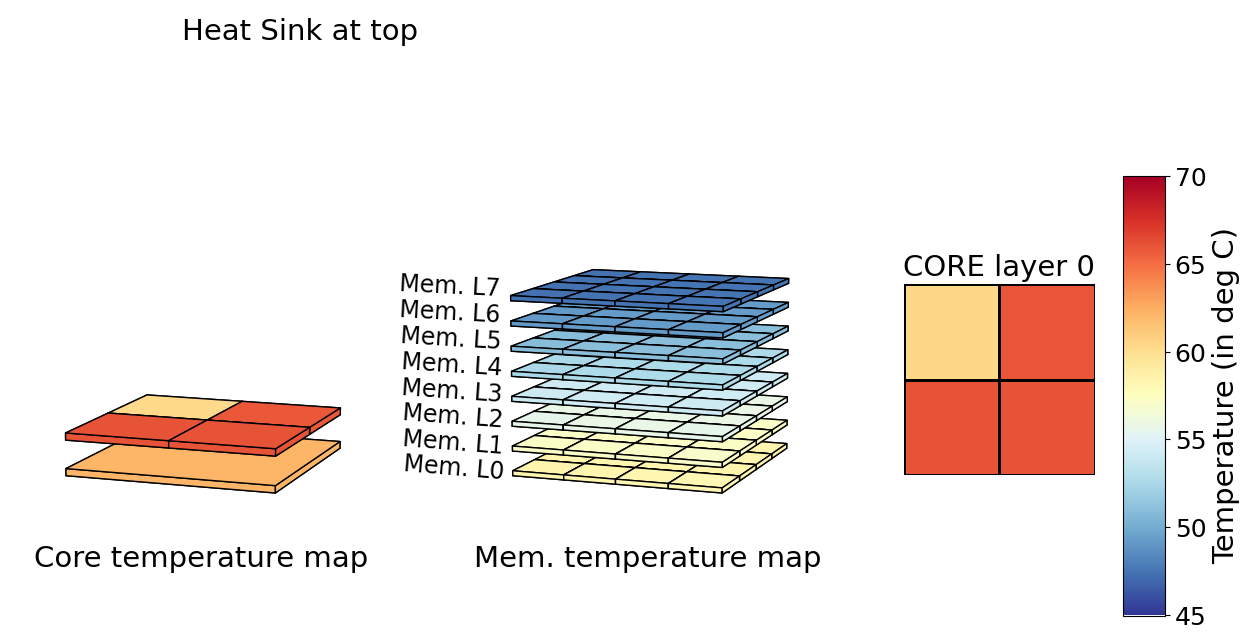 Heat Sink at top
Mem. L7
Mem. L6
Mem. L5
Mem. L4
Mem. L3
Mem. L2
Mem. L1
Mem. L0
Core temperature map
Mem. temperature map
CORE layer 0
70
65
60
55
50
45
Temperature (in deg C)